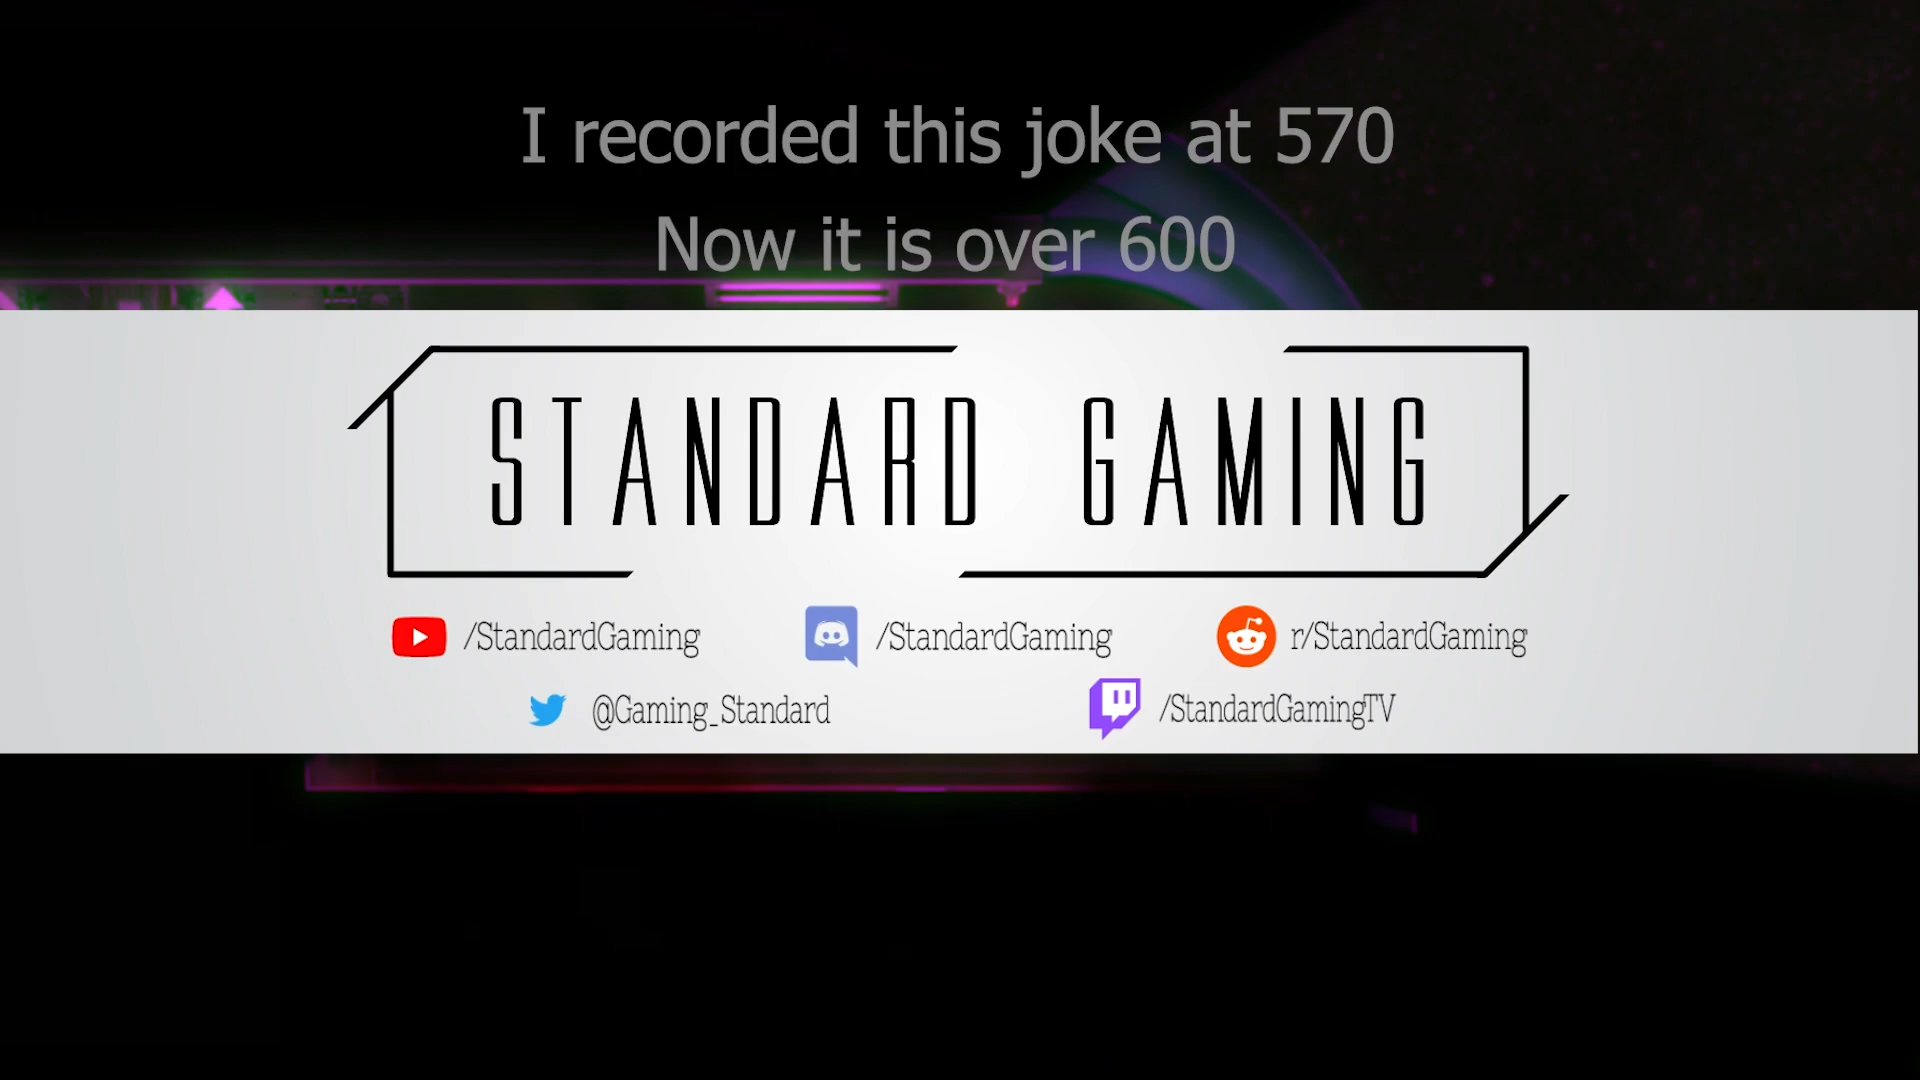 I recorded this joke at 570
Now it is over 600
STANDARD GAMING
/StandardGaming /StandardGaming r/StandardGaming
@Gaming_Standard /StandardGamingTV